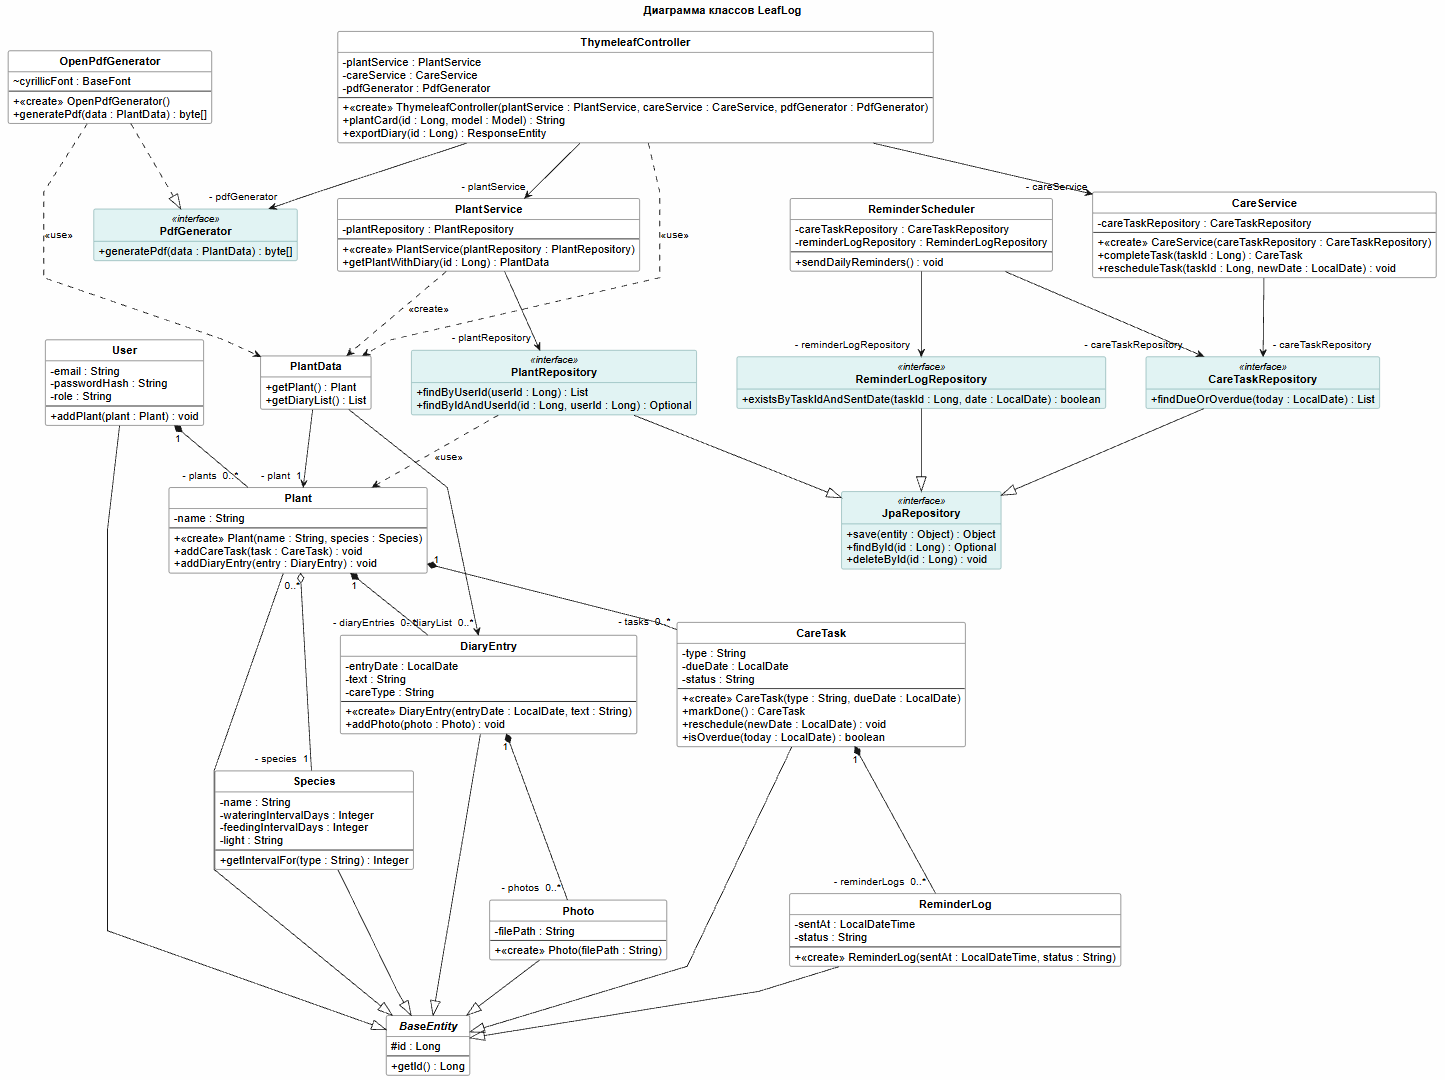 Диаграмма классов LeafLog
ThymeleafController
-plantService : PlantService
-careService : CareService
-pdfGenerator : PdfGenerator
+«create» ThymeleafController(plantService : PlantService, careService : CareService, pdfGenerator : PdfGenerator)
+plantCard(id : Long, model : Model) : String
+exportDiary(id : Long) : ResponseEntity
OpenPdfGenerator
~cyrillicFont : BaseFont
+«create» OpenPdfGenerator()
+generatePdf(data : PlantData) : byte[]
- pdfGenerator
- plantService
- careService
«use»
«use»
«interface»
PdfGenerator
+generatePdf(data : PlantData) : byte[]
PlantService
-plantRepository : PlantRepository
+«create» PlantService(plantRepository : PlantRepository)
+getPlantWithDiary(id : Long) : PlantData
ReminderScheduler
-careTaskRepository : CareTaskRepository
-reminderLogRepository : ReminderLogRepository
+sendDailyReminders() : void
CareService
-careTaskRepository : CareTaskRepository
+«create» CareService(careTaskRepository : CareTaskRepository)
+completeTask(taskId : Long) : CareTask
+rescheduleTask(taskId : Long, newDate : LocalDate) : void
«create»
- plantRepository
- reminderLogRepository
- careTaskRepository
- careTaskRepository
User
-email : String
-passwordHash : String
-role : String
+addPlant(plant : Plant) : void
PlantData
+getPlant() : Plant
+getDiaryList() : List
«interface»
PlantRepository
+findByUserId(userId : Long) : List
+findByIdAndUserId(id : Long, userId : Long) : Optional
«interface»
ReminderLogRepository
+existsByTaskIdAndSentDate(taskId : Long, date : LocalDate) : boolean
«interface»
CareTaskRepository
+findDueOrOverdue(today : LocalDate) : List
1
- plants 0..*
- plant 1
«use»
Plant
-name : String
+«create» Plant(name : String, species : Species)
+addCareTask(task : CareTask) : void
+addDiaryEntry(entry : DiaryEntry) : void
«interface»
JpaRepository
+save(entity : Object) : Object
+findById(id : Long) : Optional
+deleteById(id : Long) : void
0..*
1
1
- diaryEntries 0..*
- diaryList 0..*
- tasks 0..*
DiaryEntry
-entryDate : LocalDate
-text : String
-careType : String
+«create» DiaryEntry(entryDate : LocalDate, text : String)
+addPhoto(photo : Photo) : void
CareTask
-type : String
-dueDate : LocalDate
-status : String
+«create» CareTask(type : String, dueDate : LocalDate)
+markDone() : CareTask
+reschedule(newDate : LocalDate) : void
+isOverdue(today : LocalDate) : boolean
- species 1
1
1
Species
-name : String
-wateringIntervalDays : Integer
-feedingIntervalDays : Integer
-light : String
+getIntervalFor(type : String) : Integer
- photos 0..*
- reminderLogs 0..*
Photo
-filePath : String
+«create» Photo(filePath : String)
ReminderLog
-sentAt : LocalDateTime
-status : String
+«create» ReminderLog(sentAt : LocalDateTime, status : String)
BaseEntity
#id : Long
+getId() : Long